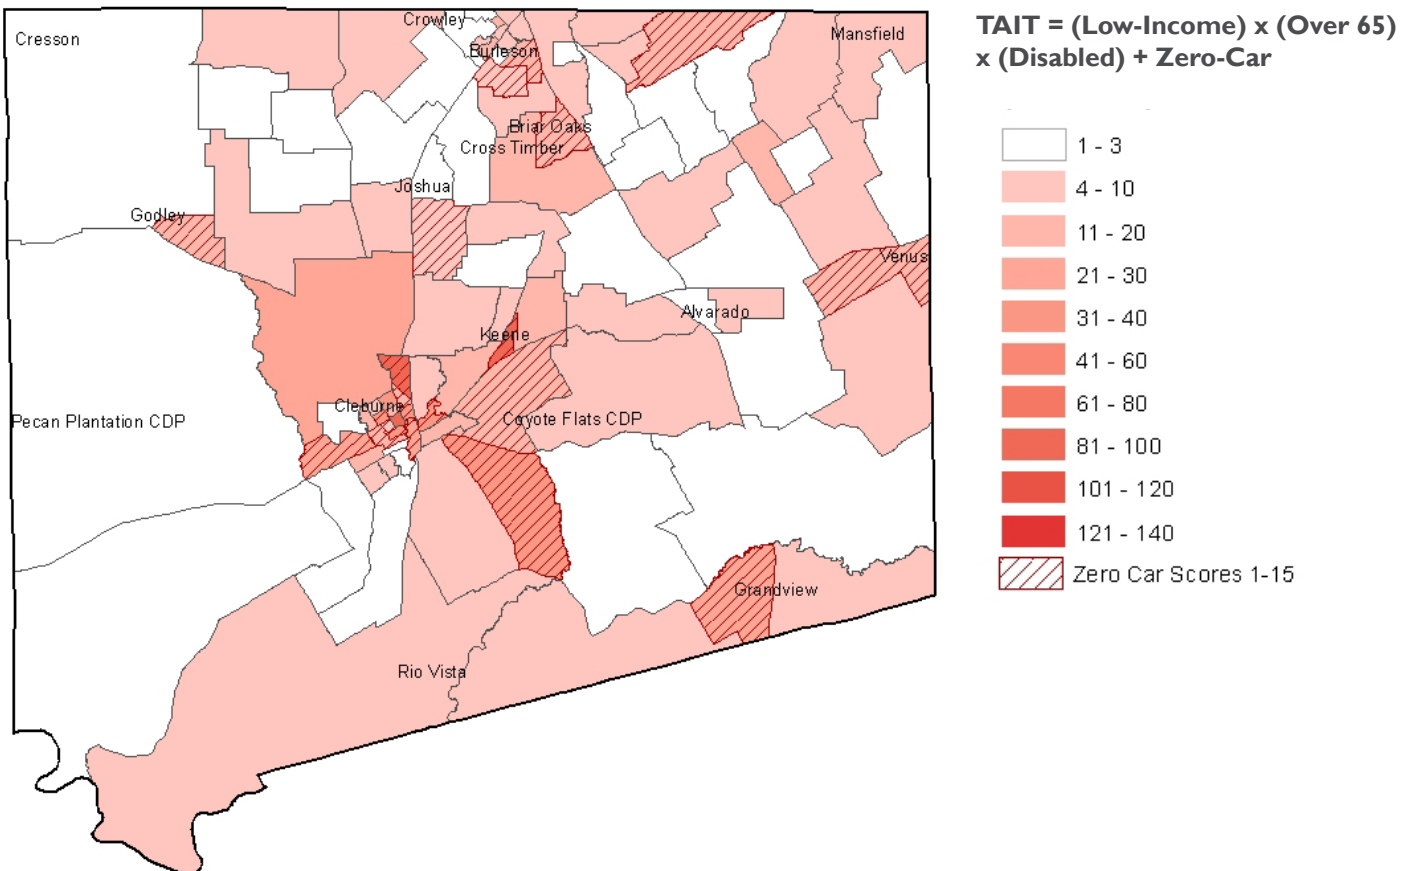 TAIT = (Low-Income) x (Over 65)
x (Disabled) + Zero-Car
1 - 3
4 - 10
11 - 20
21 - 30
31 - 40
41 - 60
61 - 80
81 - 100
101 - 120
121 - 140
Zero Car Scores 1-15
Cresson
Crowley
Mansfield
Burleson
Briar Oaks
Cross Timber
Joshua
Godley
Venus
Alvarado
Keene
Cleburne
Pecan Plantation CDP
Coyote Flats CDP
Grandview
Rio Vista